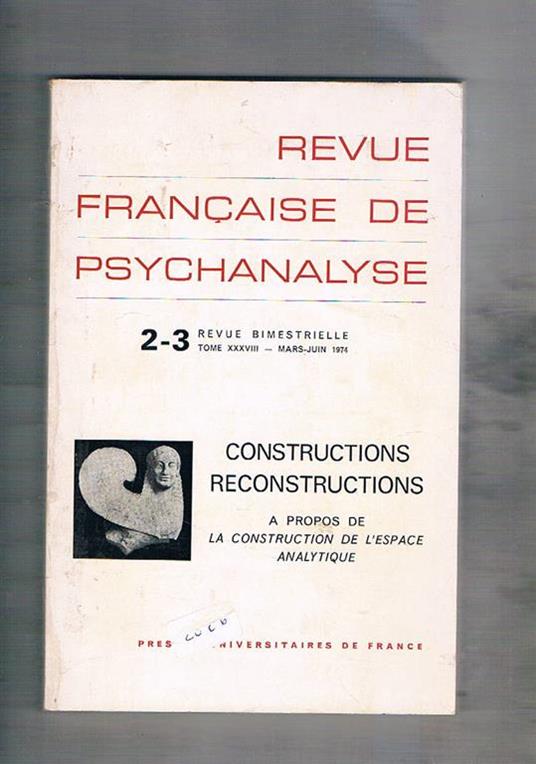 REVUE
FRANÇAISE DE
PSYCHANALYSE
2-3 REVUE BIMESTRIELLE
TOME XXXVIII — MARS-JUIN 1974
CONSTRUCTIONS
RECONSTRUCTIONS
A PROPOS DE
LA CONSTRUCTION DE L'ESPACE
ANALYTIQUE
PRES NIVERSITAIRES DE FRANCE